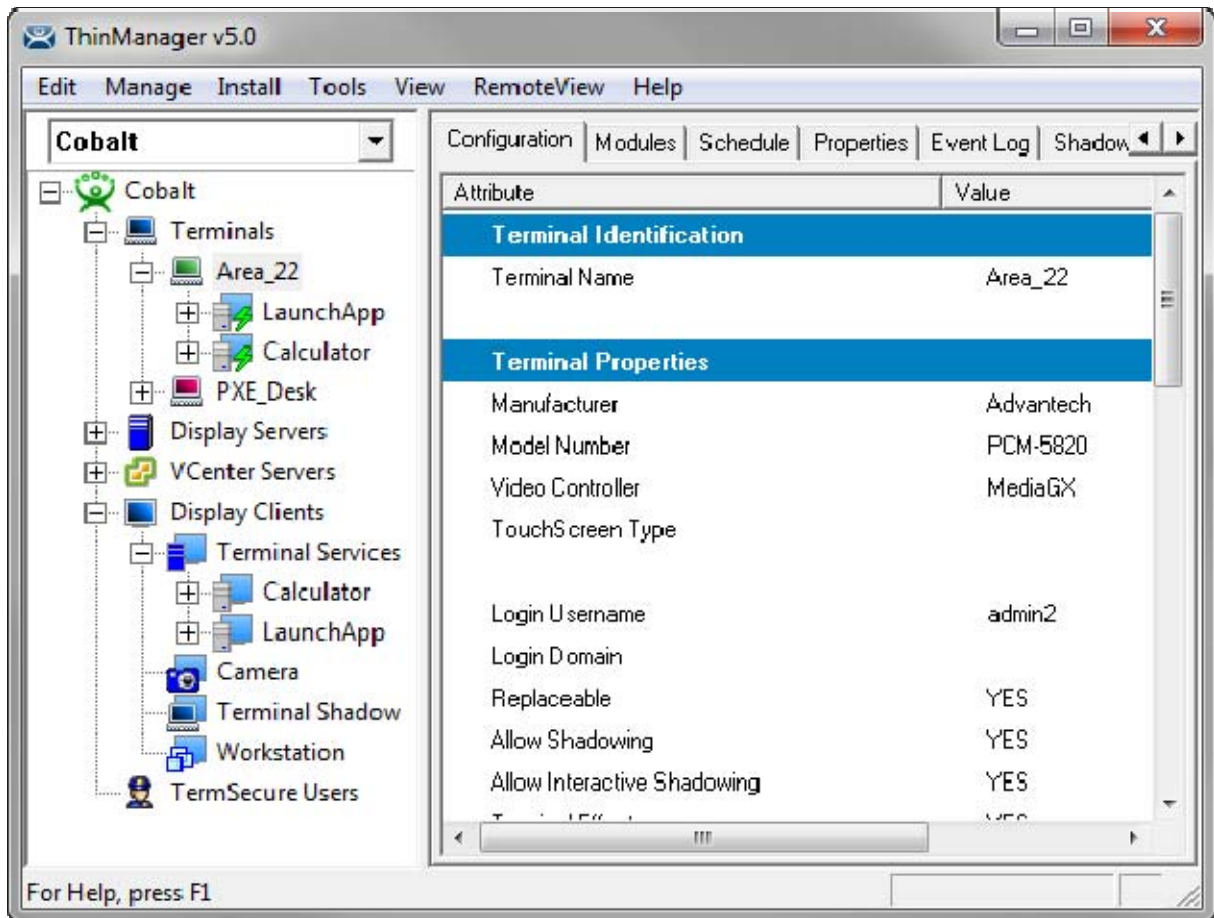 ThinManager v5.0
Edit Manage Install Tools View RemoteView Help
Cobalt
Cobalt
Terminals
Area_22
LaunchApp
Calculator
PXE_Desk
Display Servers
VCenter Servers
Display Clients
Terminal Services
Calculator
LaunchApp
Camera
Terminal Shadow
Workstation
TermSecure Users
Configuration Modules Schedule Properties Event Log Shadow
Attribute Value
Terminal Identification
Terminal Name Area_22
Terminal Properties
Manufacturer Advantech
Model Number PCM-5820
Video Controller MediaGX
TouchScreen Type
Login Username admin2
Login Domain
Replaceable YES
Allow Shadowing YES
Allow Interactive Shadowing YES
For Help, press F1